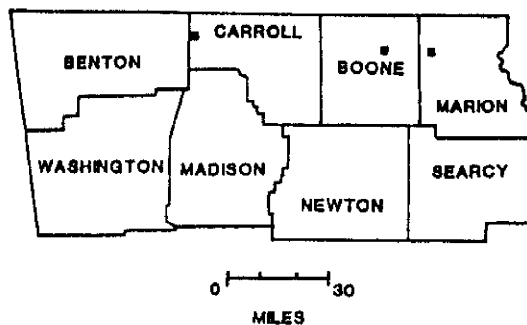 CARROLL
BENTON
BOONE
MARION
WASHINGTON
MADISON
SEARCY
NEWTON
0 30
MILES